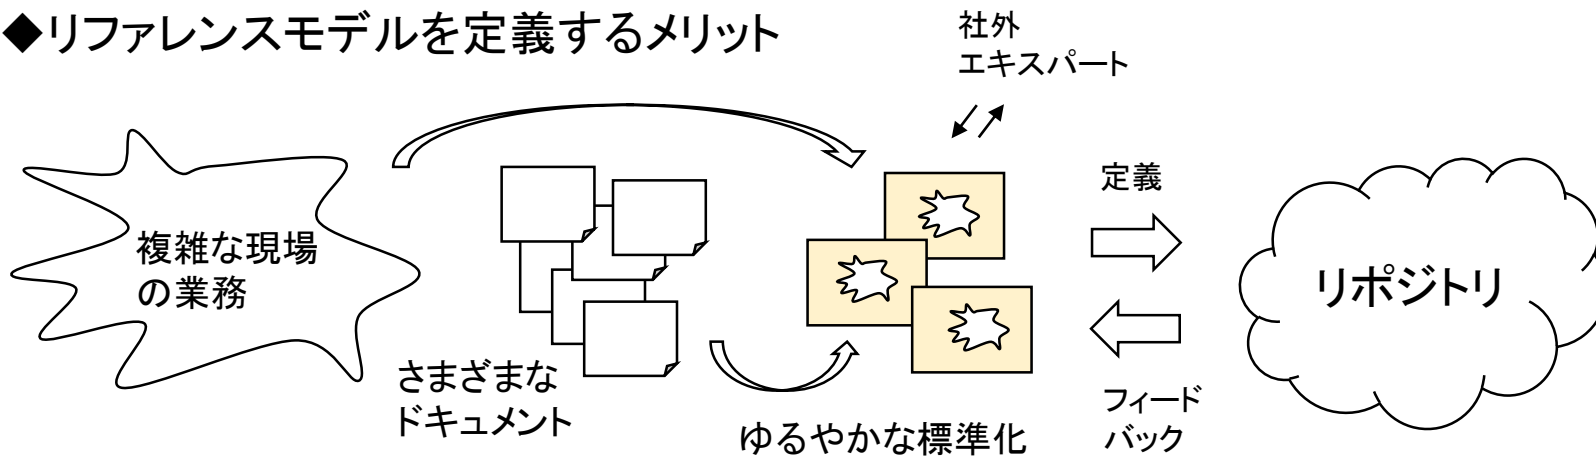 ◆リファレンスモデルを定義するメリット
社外
エキスパート
複雑な現場
の業務
さまざまな
ドキュメント
ゆるやかな標準化
定義
フィード
バック
リポジトリ